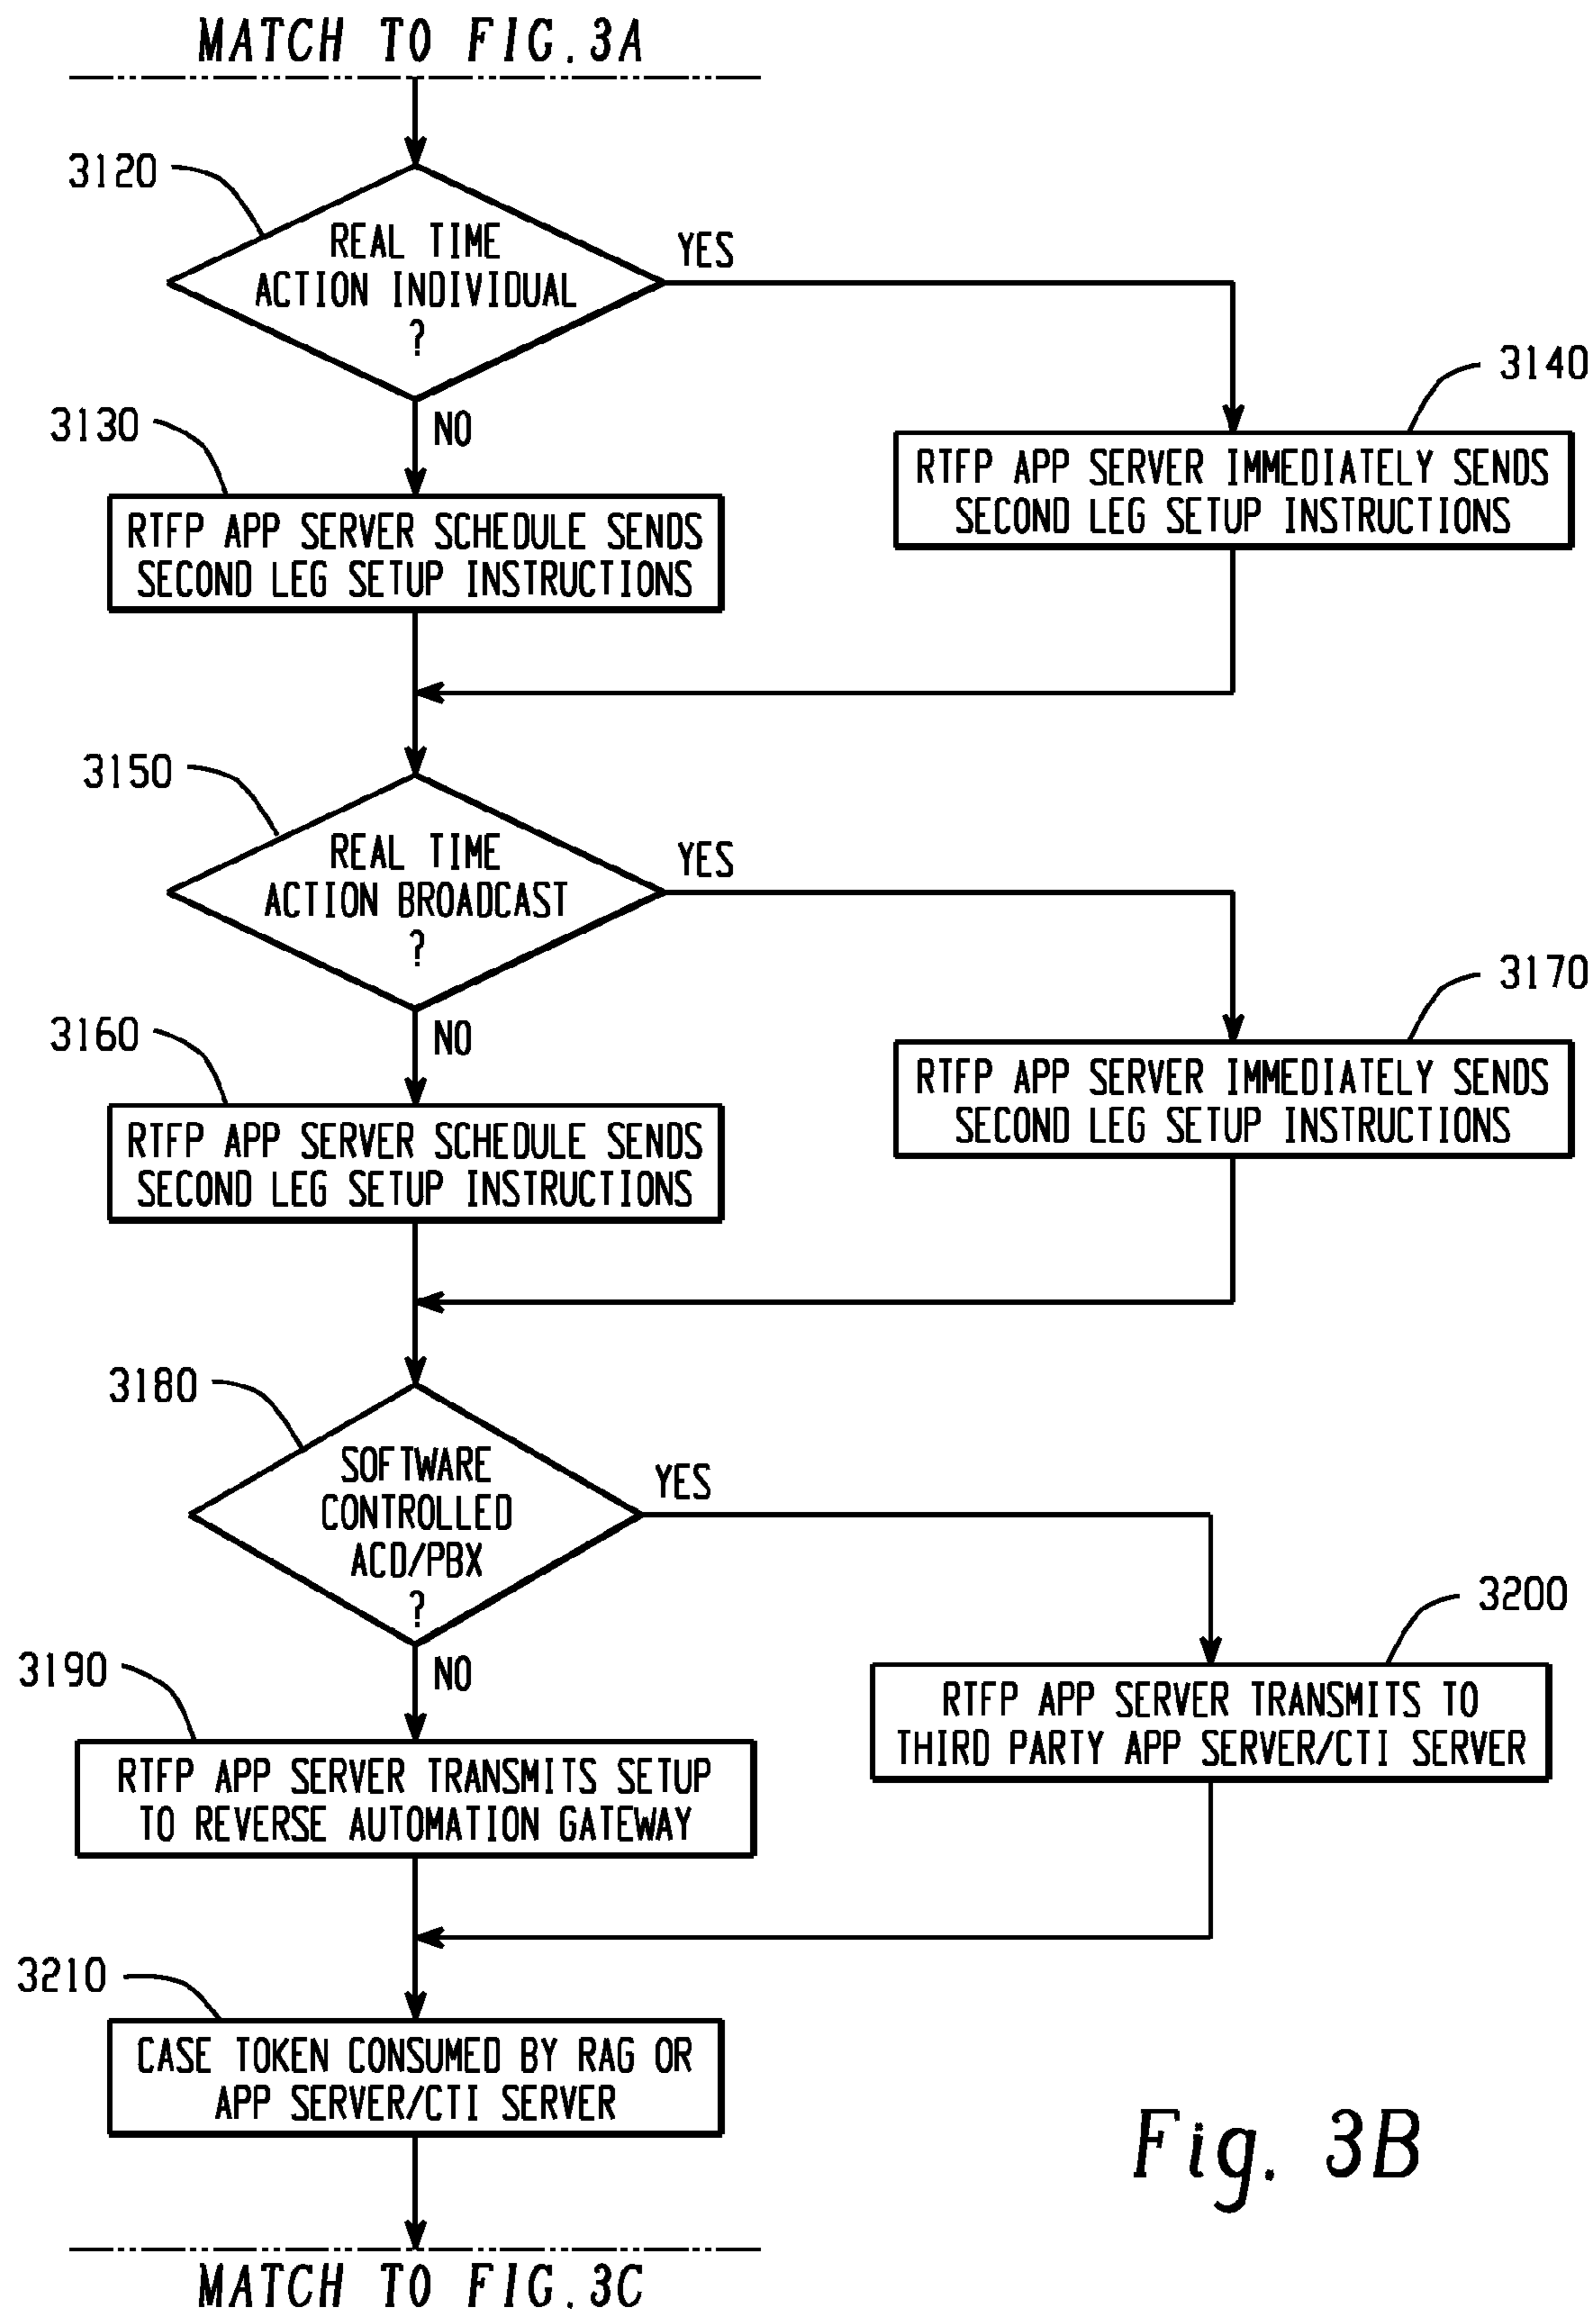 MATCH TO FIG. 3A
3120
REAL TIME
ACTION INDIVIDUAL
?
YES
NO
3140
RTFP APP SERVER IMMEDIATELY SENDS
SECOND LEG SETUP INSTRUCTIONS
3130
RTFP APP SERVER SCHEDULE SENDS
SECOND LEG SETUP INSTRUCTIONS
3150
REAL TIME
ACTION BROADCAST
?
YES
NO
3170
RTFP APP SERVER IMMEDIATELY SENDS
SECOND LEG SETUP INSTRUCTIONS
3160
RTFP APP SERVER SCHEDULE SENDS
SECOND LEG SETUP INSTRUCTIONS
3180
SOFTWARE
CONTROLLED
ACD/PBX
?
YES
NO
3200
RTFP APP SERVER TRANSMITS TO
THIRD PARTY APP SERVER/CTI SERVER
3190
RTFP APP SERVER TRANSMITS SETUP
TO REVERSE AUTOMATION GATEWAY
3210
CASE TOKEN CONSUMED BY RAG OR
APP SERVER/CTI SERVER
Fig. 3B
MATCH TO FIG. 3C